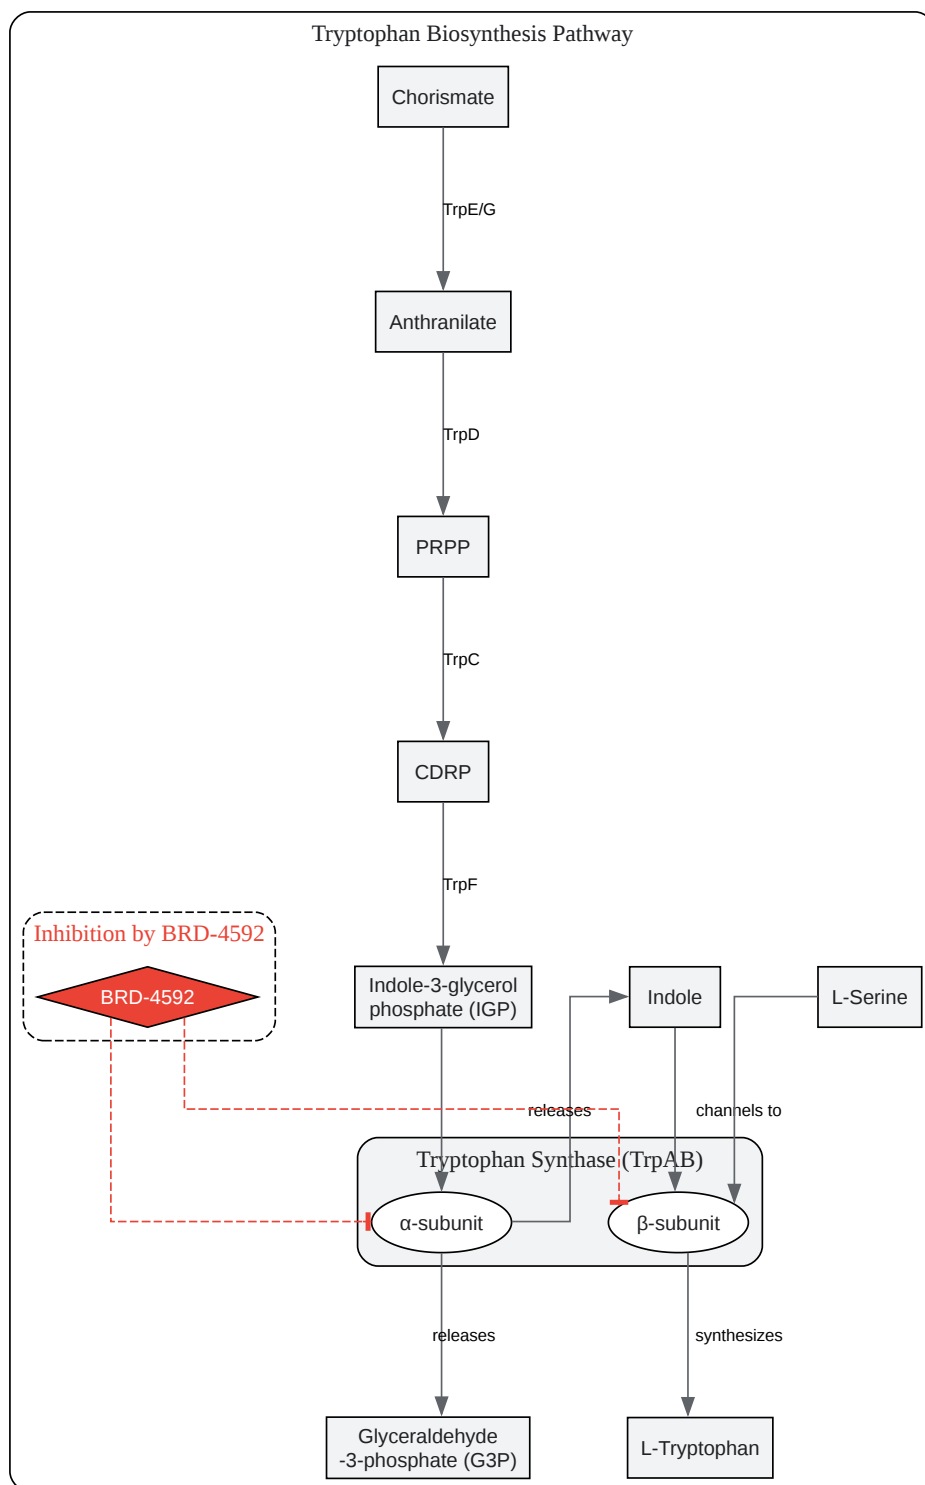 Tryptophan Biosynthesis Pathway
Chorismate
TrpE/G
Anthranilate
TrpD
PRPP
TrpC
CDRP
TrpF
Inhibition by BRD-4592
BRD-4592
Indole-3-glycerol
phosphate (IGP)
Indole
L-Serine
releases
channels to
Tryptophan Synthase (TrpAB)
α-subunit
β-subunit
releases
synthesizes
Glyceraldehyde
-3-phosphate (G3P)
L-Tryptophan